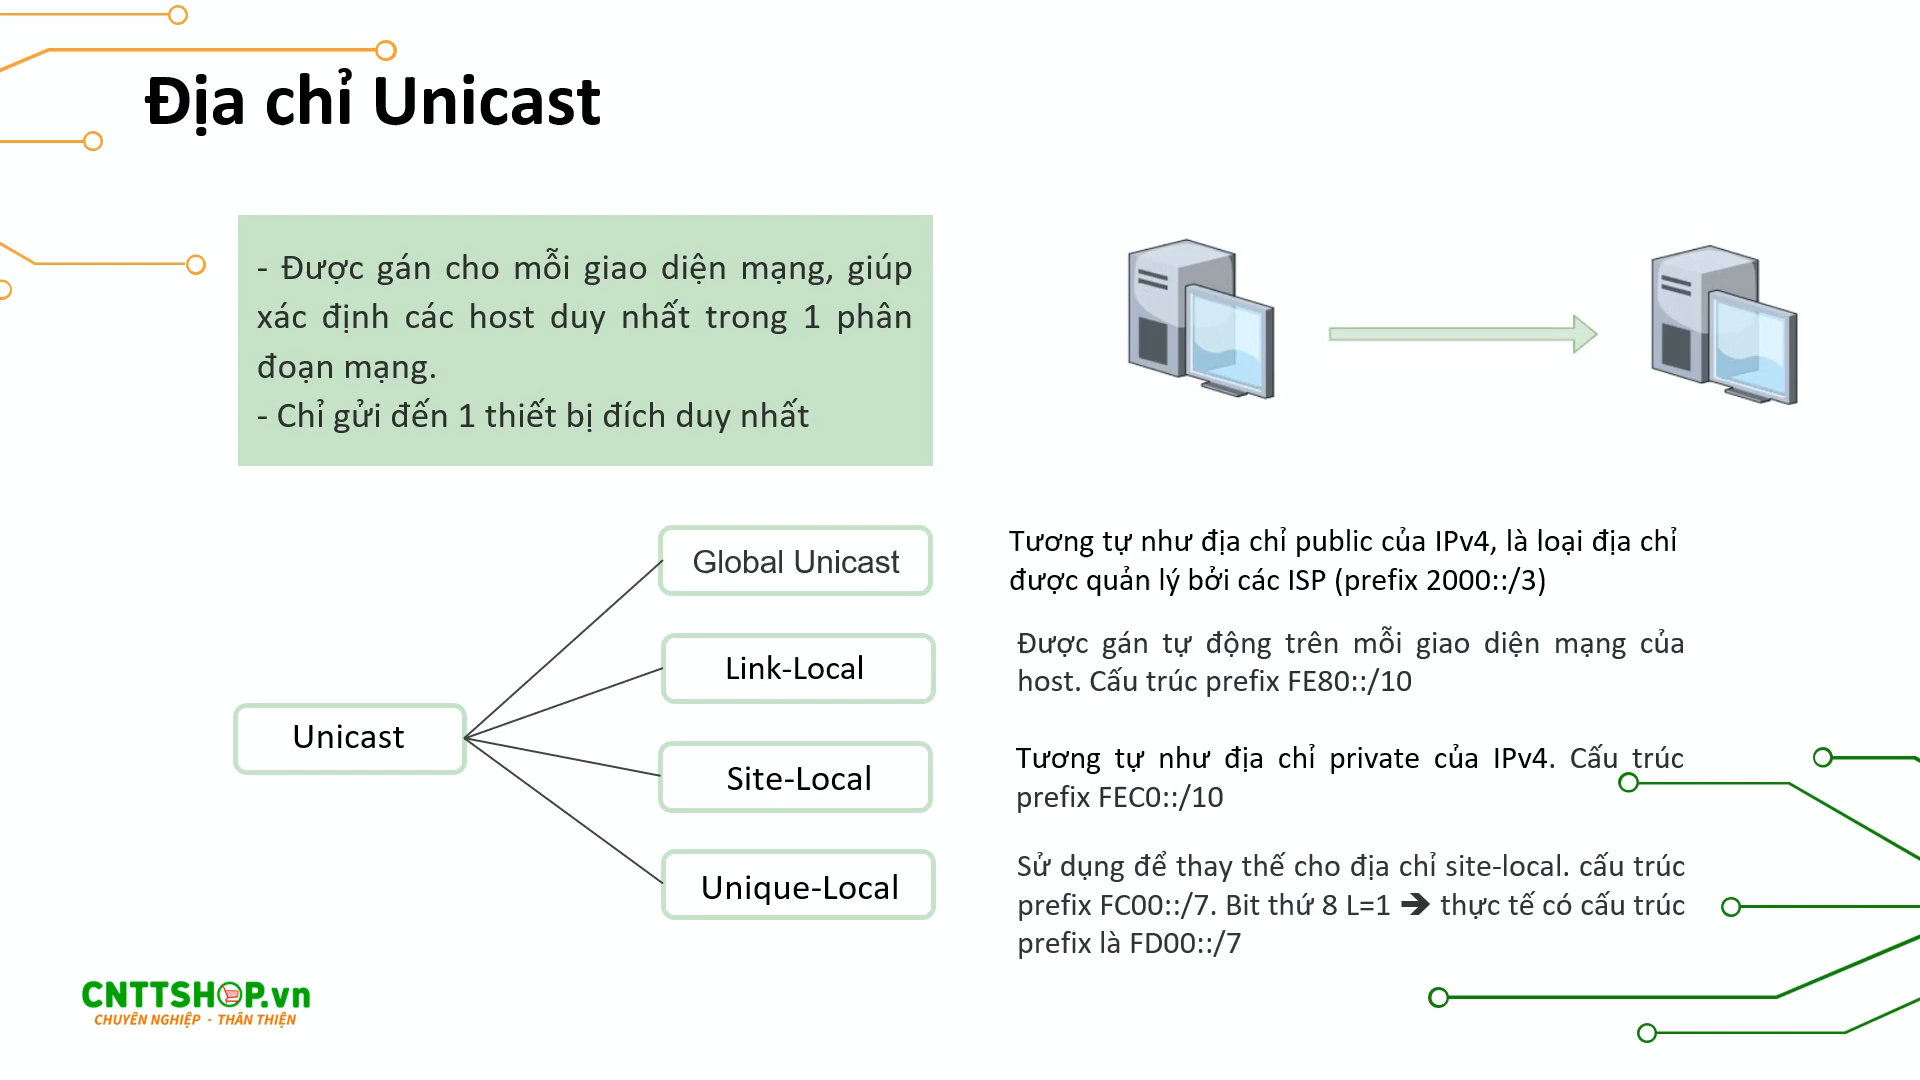 Địa chỉ Unicast
- Được gán cho mỗi giao diện mạng, giúp
xác định các host duy nhất trong 1 phân
đoạn mạng.
- Chỉ gửi đến 1 thiết bị đích duy nhất
Unicast
Global Unicast
Tương tự như địa chỉ public của IPv4, là loại địa chỉ
được quản lý bởi các ISP (prefix 2000::/3)
Link-Local
Được gán tự động trên mỗi giao diện mạng của
host. Cấu trúc prefix FE80::/10
Site-Local
Tương tự như địa chỉ private của IPv4. Cấu trúc
prefix FEC0::/10
Unique-Local
Sử dụng để thay thế cho địa chỉ site-local. cấu trúc
prefix FC00::/7. Bit thứ 8 L=1 ➔ thực tế có cấu trúc
prefix là FD00::/7
CNTTSHOP.vn
CHUYÊN NGHIỆP - THÂN THIỆN